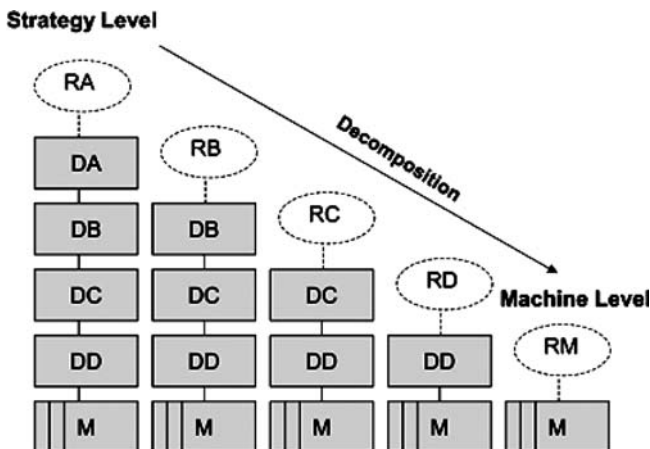 Strategy Level
RA
Decomposition
DA
RB
DB
DB
RC
DC
DC
DC
RD
Machine Level
DD
DD
DD
DD
RM
M
M
M
M
M